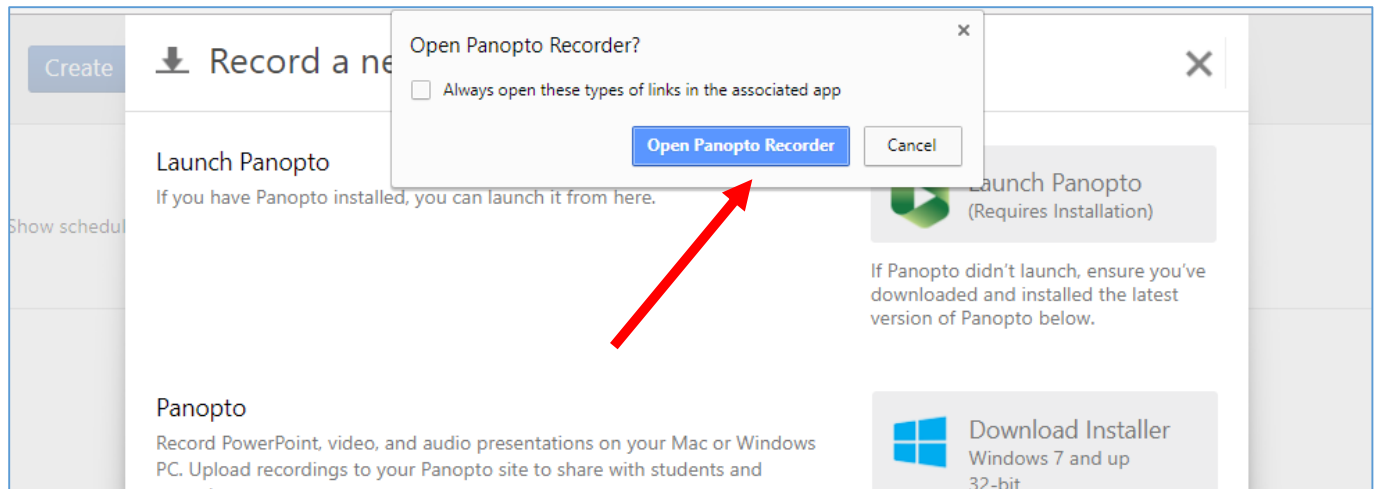 Create
Record a ne
Open Panopto Recorder?
Always open these types of links in the associated app
Open Panopto Recorder
Cancel
Launch Panopto
If you have Panopto installed, you can launch it from here.
Show schedul
Launch Panopto
(Requires Installation)
If Panopto didn't launch, ensure you've
downloaded and installed the latest
version of Panopto below.
Panopto
Record PowerPoint, video, and audio presentations on your Mac or Windows
PC. Upload recordings to your Panopto site to share with students and
Download Installer
Windows 7 and up
32-bit